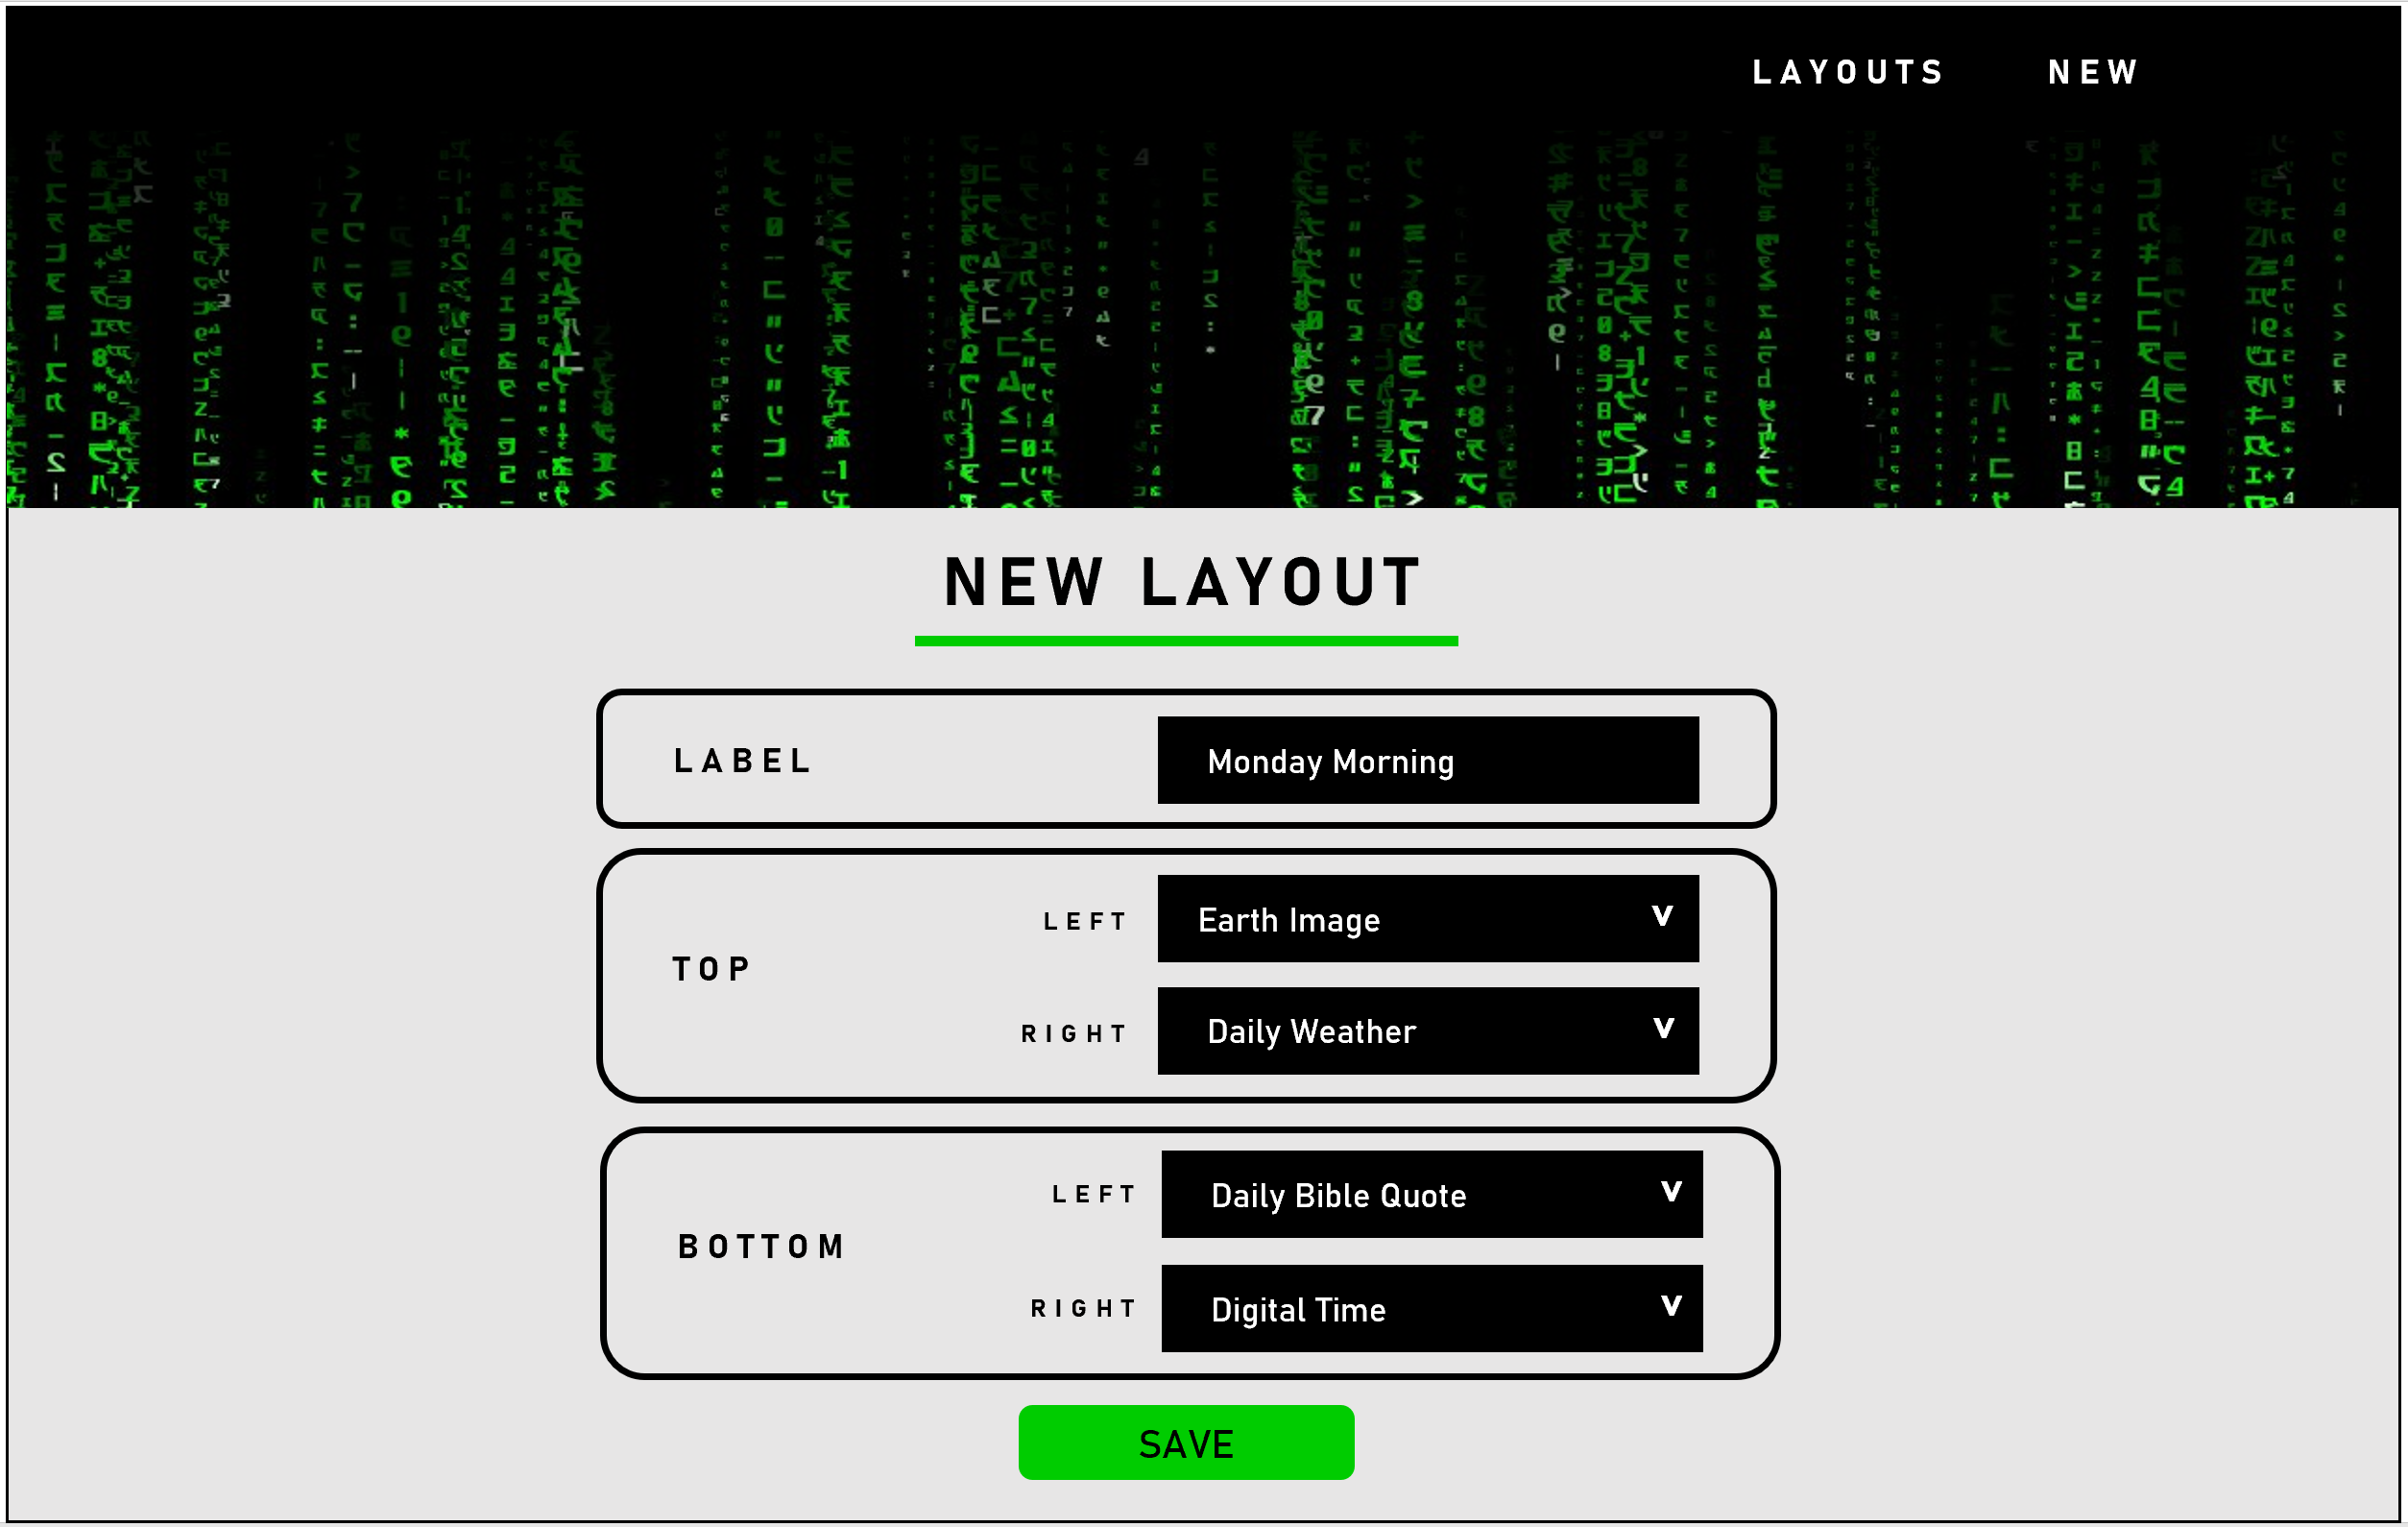 LAYOUTS NEW
NEW LAYOUT
LABEL Monday Morning
TOP
LEFT Earth Image V
RIGHT Daily Weather V
BOTTOM
LEFT Daily Bible Quote V
RIGHT Digital Time V
SAVE